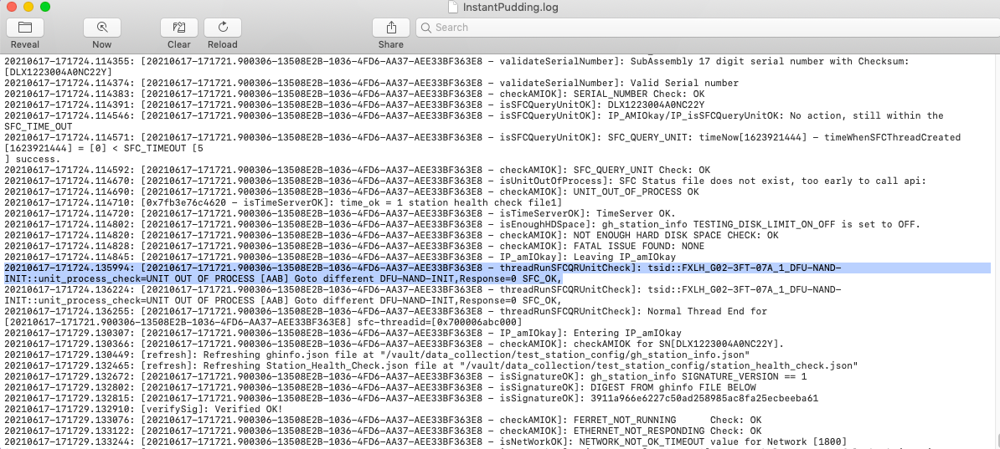 InstantPudding.log
Reveal
Now
Clear
Reload
Share
Search
20210617-171724.114355: [20210617-171721.900306-13508E2B-1036-4FD6-AA37-AEE33BF363E8 - validateSerialNumber]: SubAssembly 17 digit serial number with Checksum:
[DLX1223004A0NC22Y]
20210617-171724.114374: [20210617-171721.900306-13508E2B-1036-4FD6-AA37-AEE33BF363E8 - validateSerialNumber]: Valid Serial number
20210617-171724.114383: [20210617-171721.900306-13508E2B-1036-4FD6-AA37-AEE33BF363E8 - checkAMIOK]: SERIAL_NUMBER Check: OK
20210617-171724.114391: [20210617-171721.900306-13508E2B-1036-4FD6-AA37-AEE33BF363E8 - isSFCQueryUnitOK]: DLX1223004A0NC22Y
20210617-171724.114546: [20210617-171721.900306-13508E2B-1036-4FD6-AA37-AEE33BF363E8 - isSFCQueryUnitOK]: IP_AMIOkay/IP_isSFCQueryUnitOK: No action, still within the
SFC_TIME_OUT
20210617-171724.114571: [20210617-171721.900306-13508E2B-1036-4FD6-AA37-AEE33BF363E8 - isSFCQueryUnitOK]: SFC_QUERY_UNIT: timeNow[1623921444] - timeWhenSFCThreadCreated
[1623921444] = [0] < SFC_TIMEOUT [5
] success.
20210617-171724.114592: [20210617-171721.900306-13508E2B-1036-4FD6-AA37-AEE33BF363E8 - checkAMIOK]: SFC_QUERY_UNIT Check: OK
20210617-171724.114670: [20210617-171721.900306-13508E2B-1036-4FD6-AA37-AEE33BF363E8 - isUnitOutOfProcess]: SFC Status file does not exist, too early to call api:
20210617-171724.114690: [20210617-171721.900306-13508E2B-1036-4FD6-AA37-AEE33BF363E8 - checkAMIOK]: UNIT_OUT_OF_PROCESS OK
20210617-171724.114710: [0x7fb3e76c4620 - isTimeServerOK]: time_ok = 1 station health check file1]
20210617-171724.114720: [20210617-171721.900306-13508E2B-1036-4FD6-AA37-AEE33BF363E8 - isTimeServerOK]: TimeServer OK.
20210617-171724.114802: [20210617-171721.900306-13508E2B-1036-4FD6-AA37-AEE33BF363E8 - isEnoughHDSpace]: gh_station_info TESTING_DISK_LIMIT_ON_OFF is set to OFF.
20210617-171724.114820: [20210617-171721.900306-13508E2B-1036-4FD6-AA37-AEE33BF363E8 - checkAMIOK]: NOT ENOUGH HARD DISK SPACE CHECK: OK
20210617-171724.114828: [20210617-171721.900306-13508E2B-1036-4FD6-AA37-AEE33BF363E8 - checkAMIOK]: FATAL ISSUE FOUND: NONE
20210617-171724.114845: [20210617-171721.900306-13508E2B-1036-4FD6-AA37-AEE33BF363E8 - IP_amIOkay]: Leaving IP_amIOkay
20210617-171724.135994: [20210617-171721.900306-13508E2B-1036-4FD6-AA37-AEE33BF363E8 - threadRunSFCQRUnitCheck]: tsid::FXLH_G02-3FT-07A_1_DFU-NAND-
INIT::unit_process_check=UNIT OUT OF PROCESS [AAB] Goto different DFU-NAND-INIT,Response=0 SFC_OK,
20210617-171724.136224: [20210617-171721.900306-13508E2B-1036-4FD6-AA37-AEE33BF363E8 - threadRunSFCQRUnitCheck]: tsid::FXLH_G02-3FT-07A_1_DFU-NAND-
INIT::unit_process_check=UNIT OUT OF PROCESS [AAB] Goto different DFU-NAND-INIT,Response=0 SFC_OK,
20210617-171724.136255: [20210617-171721.900306-13508E2B-1036-4FD6-AA37-AEE33BF363E8 - threadRunSFCQRUnitCheck]: Normal Thread End for
[20210617-171721.900306-13508E2B-1036-4FD6-AA37-AEE33BF363E8] sfc-threadid=[0x700006abc000]
20210617-171729.130307: [20210617-171721.900306-13508E2B-1036-4FD6-AA37-AEE33BF363E8 - IP_amIOkay]: Entering IP_amIOkay
20210617-171729.130366: [20210617-171721.900306-13508E2B-1036-4FD6-AA37-AEE33BF363E8 - checkAMIOK]: checkAMIOK for SN[DLX1223004A0NC22Y].
20210617-171729.130449: [refresh]: Refreshing ghinfo.json file at "/vault/data_collection/test_station_config/gh_station_info.json"
20210617-171729.132465: [refresh]: Refreshing Station_Health_Check.json file at "/vault/data_collection/test_station_config/station_health_check.json"
20210617-171729.132672: [20210617-171721.900306-13508E2B-1036-4FD6-AA37-AEE33BF363E8 - isSignatureOK]: gh_station_info SIGNATURE_VERSION == 1
20210617-171729.132802: [20210617-171721.900306-13508E2B-1036-4FD6-AA37-AEE33BF363E8 - isSignatureOK]: DIGEST FROM ghinfo FILE BELOW
20210617-171729.132815: [20210617-171721.900306-13508E2B-1036-4FD6-AA37-AEE33BF363E8 - isSignatureOK]: 3911a966e6227c50ad258985ac8fa25ecbeeba61
20210617-171729.132910: [verifySig]: Verified OK!
20210617-171729.133076: [20210617-171721.900306-13508E2B-1036-4FD6-AA37-AEE33BF363E8 - checkAMIOK]: FERRET_NOT_RUNNING Check: OK
20210617-171729.133122: [20210617-171721.900306-13508E2B-1036-4FD6-AA37-AEE33BF363E8 - checkAMIOK]: ETHERNET_NOT_RESPONDING Check: OK
20210617-171729.133244: [20210617-171721.900306-13508E2B-1036-4FD6-AA37-AEE33BF363E8 - isNetWorkOK]: NETWORK_NOT_OK_TIMEOUT value for Network [1800]